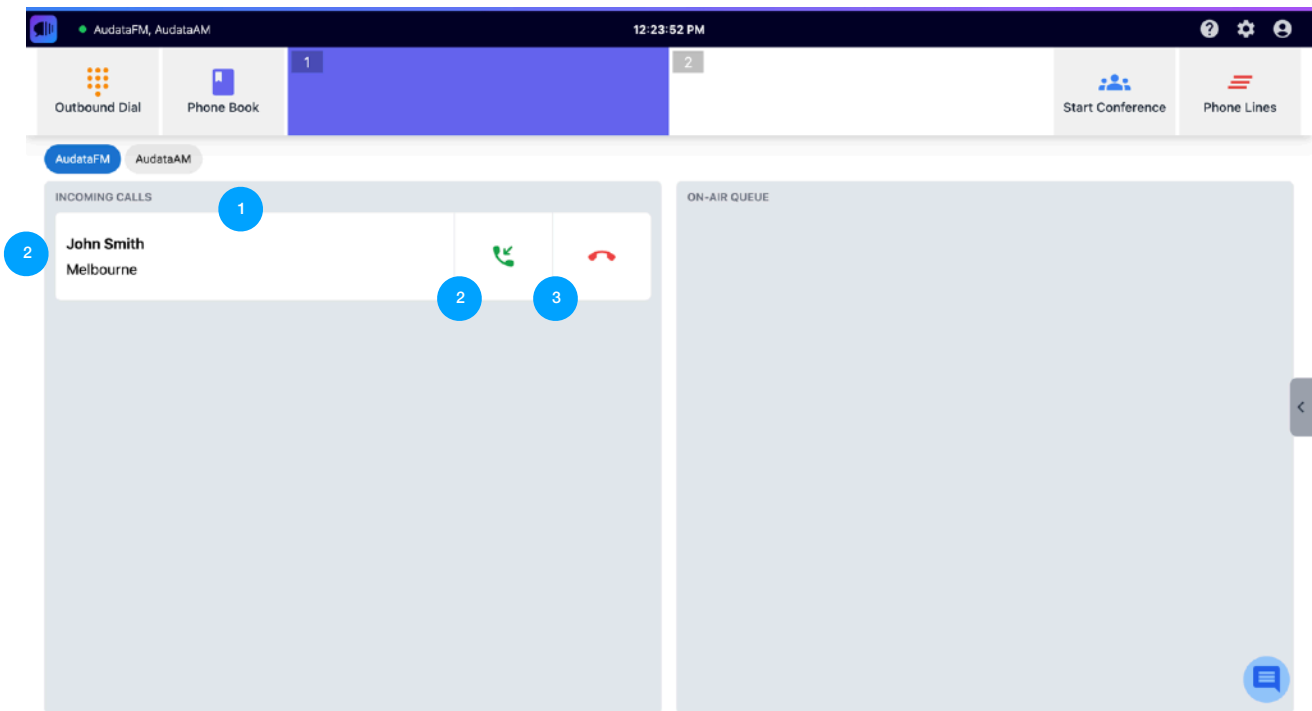 AudataFM, AudataAM
12:23:52 PM
Outbound Dial
Phone Book
1
2
Start Conference
Phone Lines
AudataFM
AudataAM
INCOMING CALLS
1
ON-AIR QUEUE
2
John Smith
Melbourne
2
3